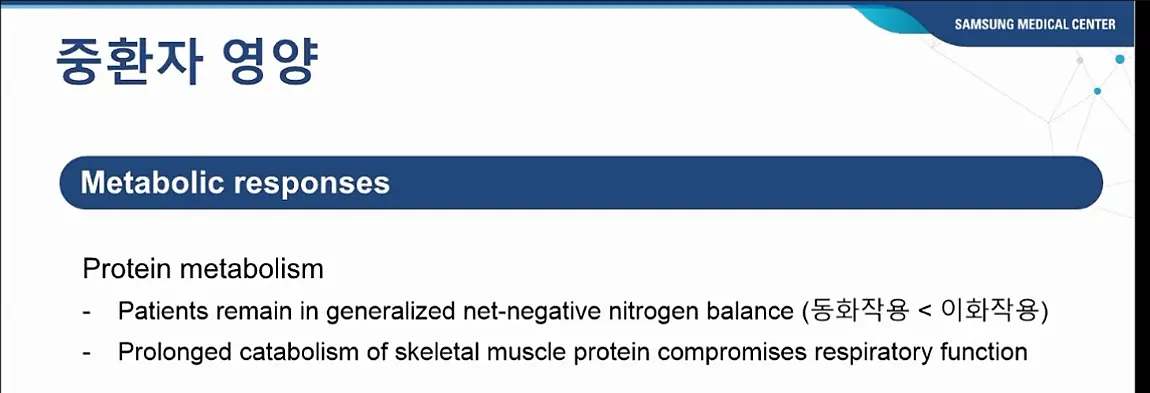 SAMSUNG MEDICAL CENTER
중환자 영양
Metabolic responses
Protein metabolism
- Patients remain in generalized net-negative nitrogen balance (동화작용 < 이화작용)
- Prolonged catabolism of skeletal muscle protein compromises respiratory function